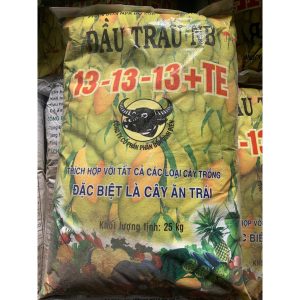 ĐẦU TRÂU NB
13-13-13+TE
THÍCH HỢP VỚI TẤT CẢ CÁC LOẠI CÂY TRỒNG
ĐẶC BIỆT LÀ CÂY ĂN TRÁI
Khối lượng tịnh: 25 kg